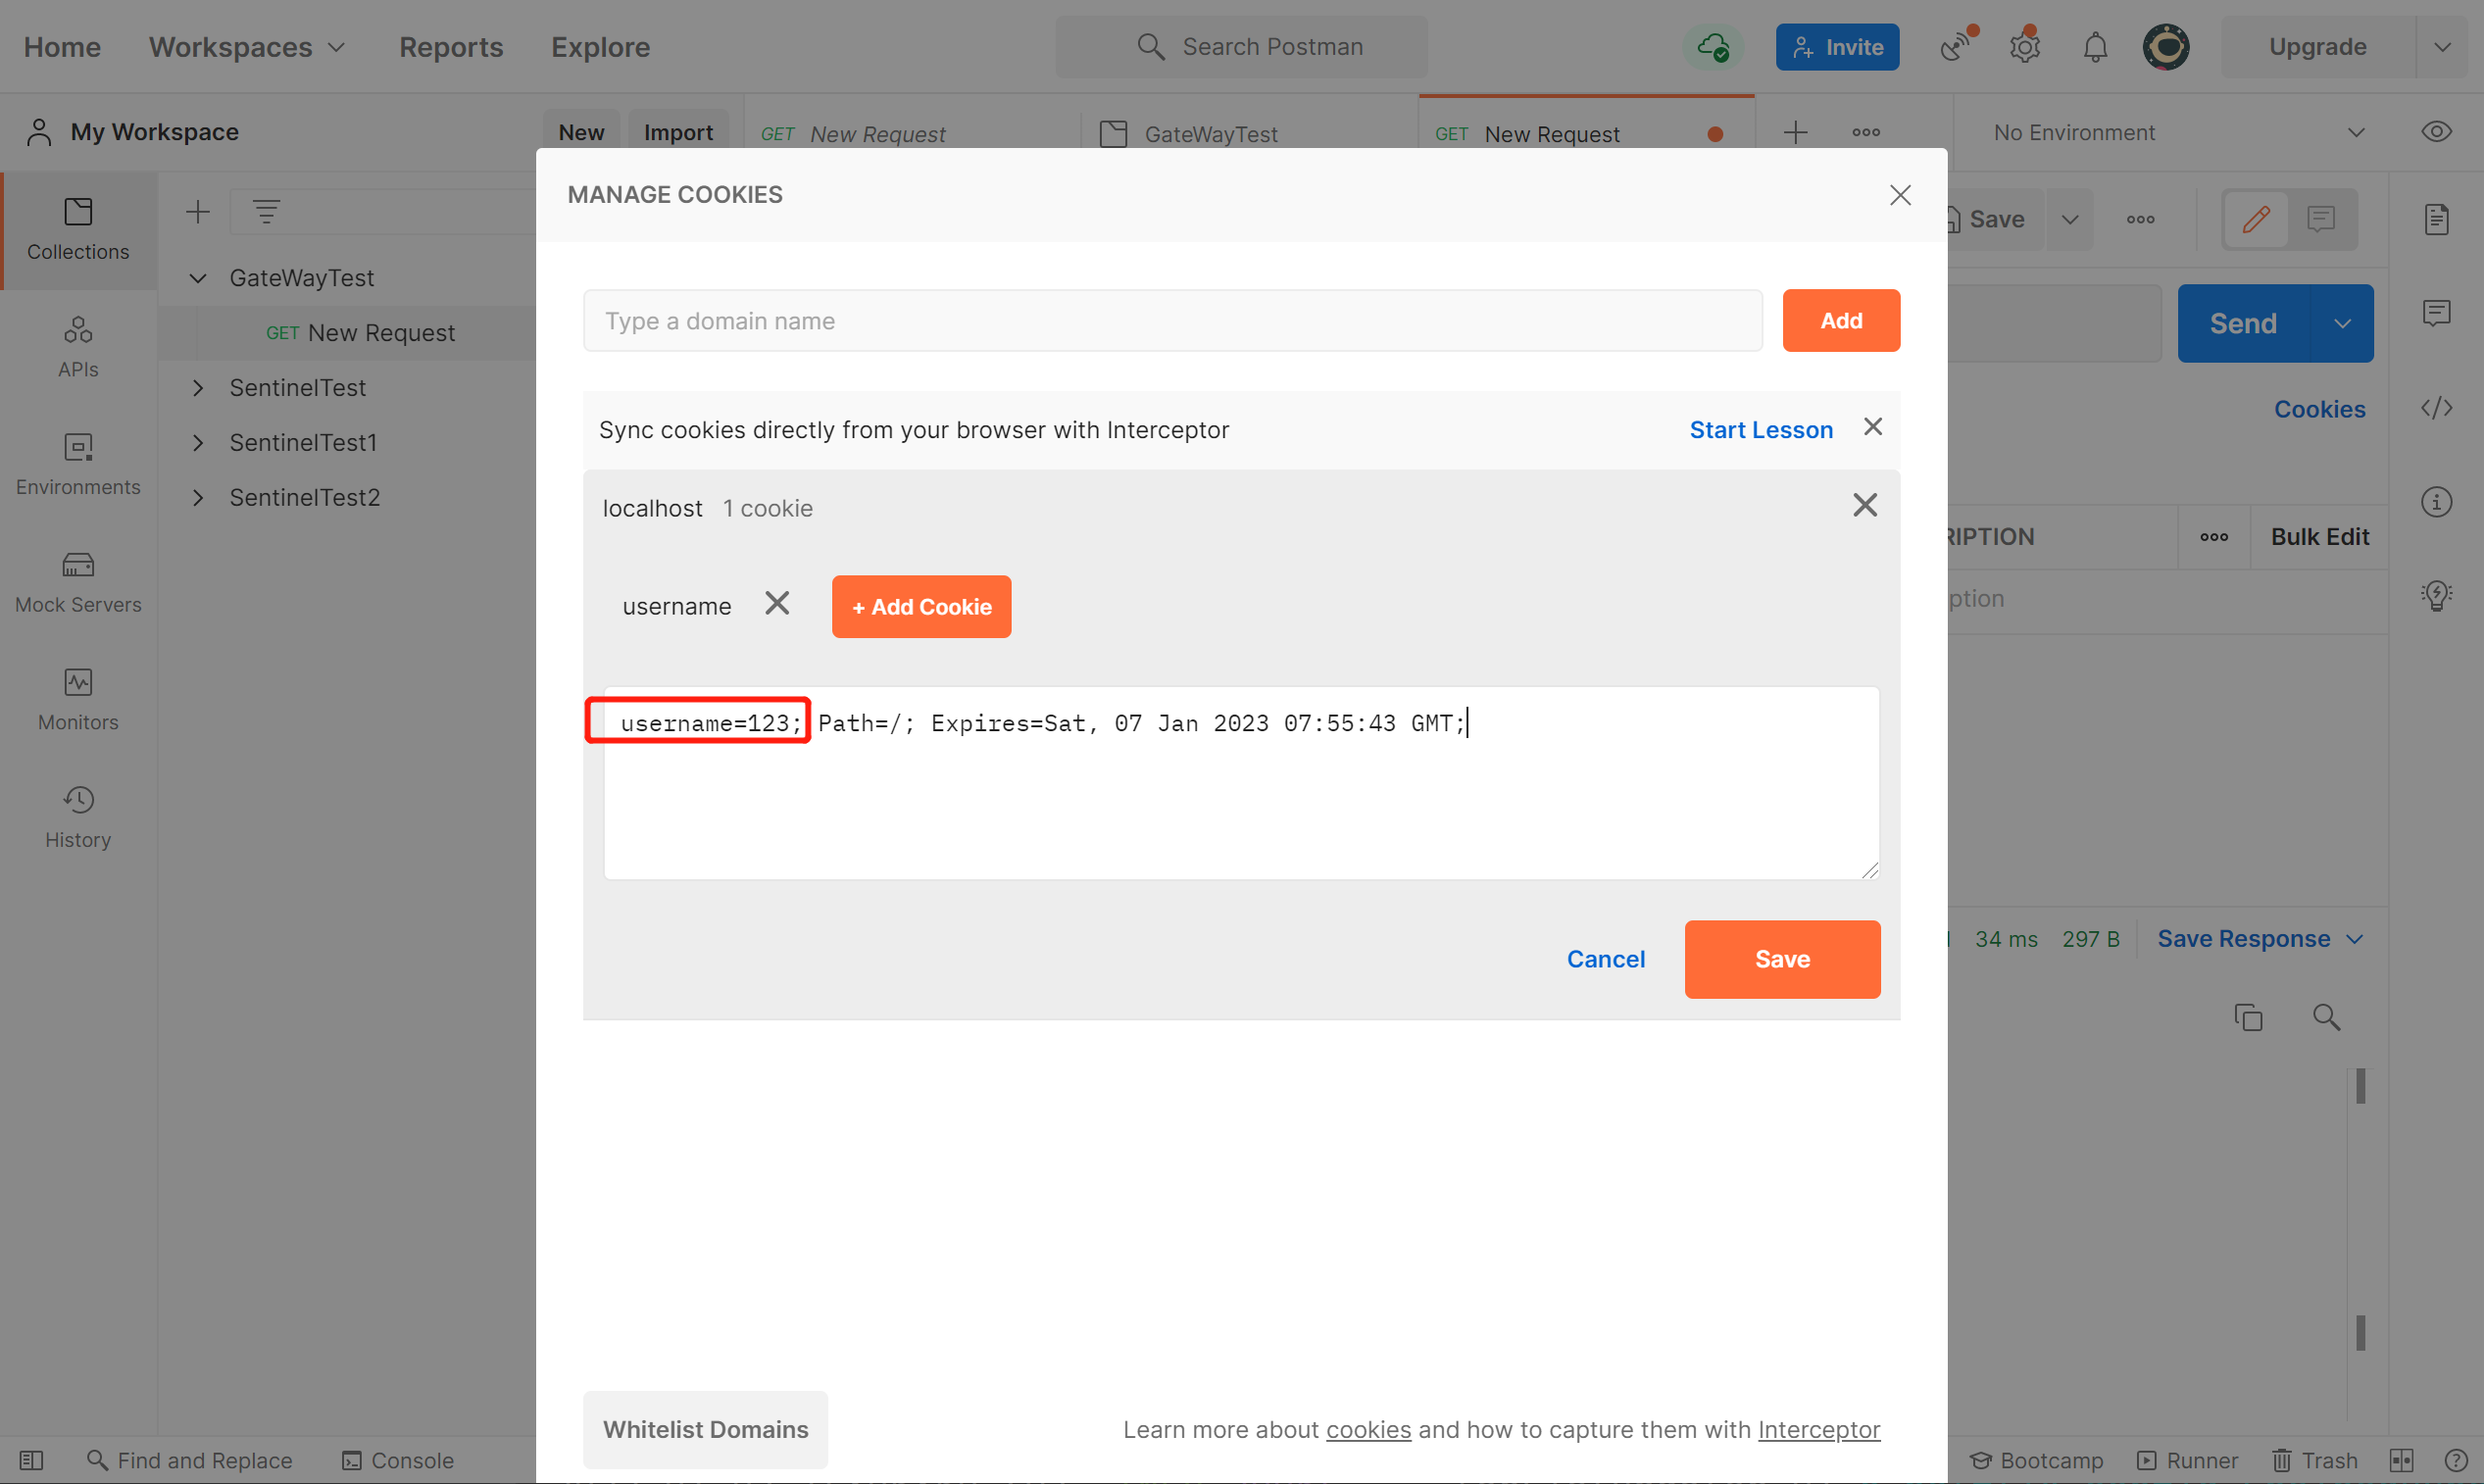 Home Workspaces Reports Explore Search Postman Invite Upgrade
My Workspace New Import GET New Request GateWayTest GET New Request No Environment
MANAGE COOKIES
Save
Collections
GateWayTest
Type a domain name Add
Send
GET New Request
APIs
SentinelTest
Cookies
Sync cookies directly from your browser with Interceptor Start Lesson
SentinelTest1
Environments
SentinelTest2
localhost 1 cookie
RIPTION Bulk Edit
Mock Servers
username + Add Cookie
ption
Monitors
username=123; Path=/; Expires=Sat, 07 Jan 2023 07:55:43 GMT;
History
34 ms 297 B Save Response
Cancel Save
Whitelist Domains Learn more about cookies and how to capture them with Interceptor
Find and Replace Console Bootcamp Runner Trash